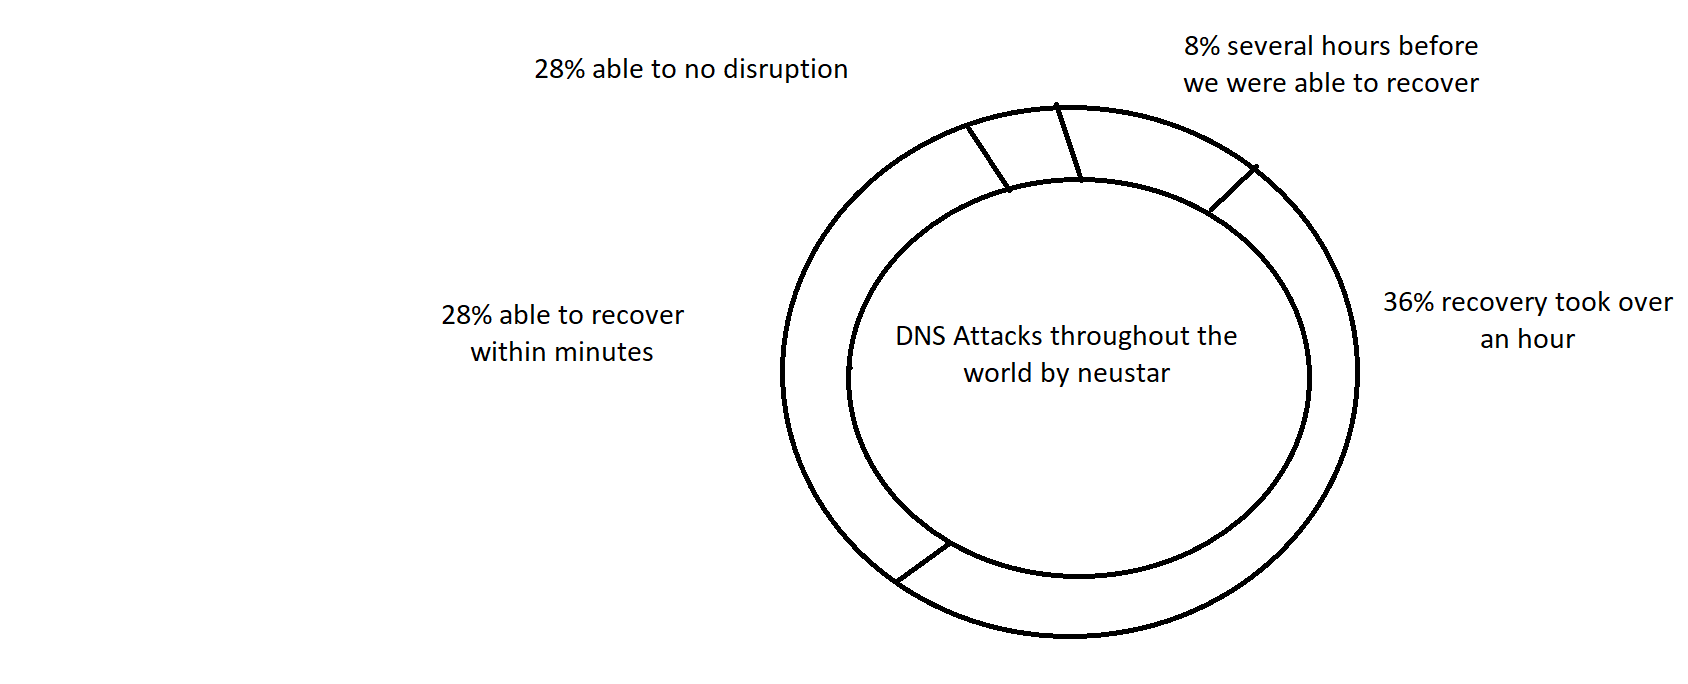 28% able to no disruption
8% several hours before
we were able to recover
28% able to recover
within minutes
36% recovery took over
an hour
DNS Attacks throughout the
world by neustar